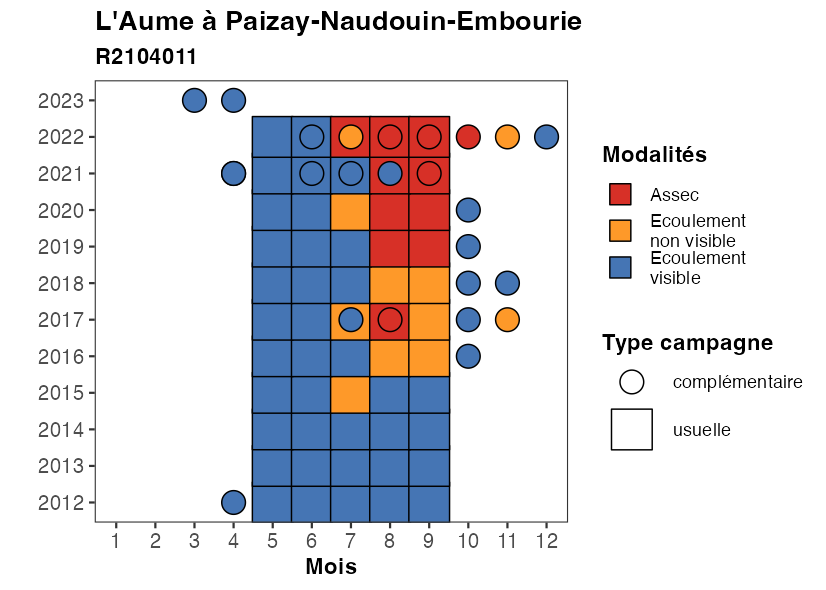 L'Aume à Paizay-Naudouin-Embourie
R2104011
2023
2022
2021
2020
2019
2018
2017
2016
2015
2014
2013
2012
1 2 3 4 5 6 7 8 9 10 11 12
Mois
Modalités
Assec
Ecoulement
non visible
Ecoulement
visible
Type campagne
complémentaire
usuelle